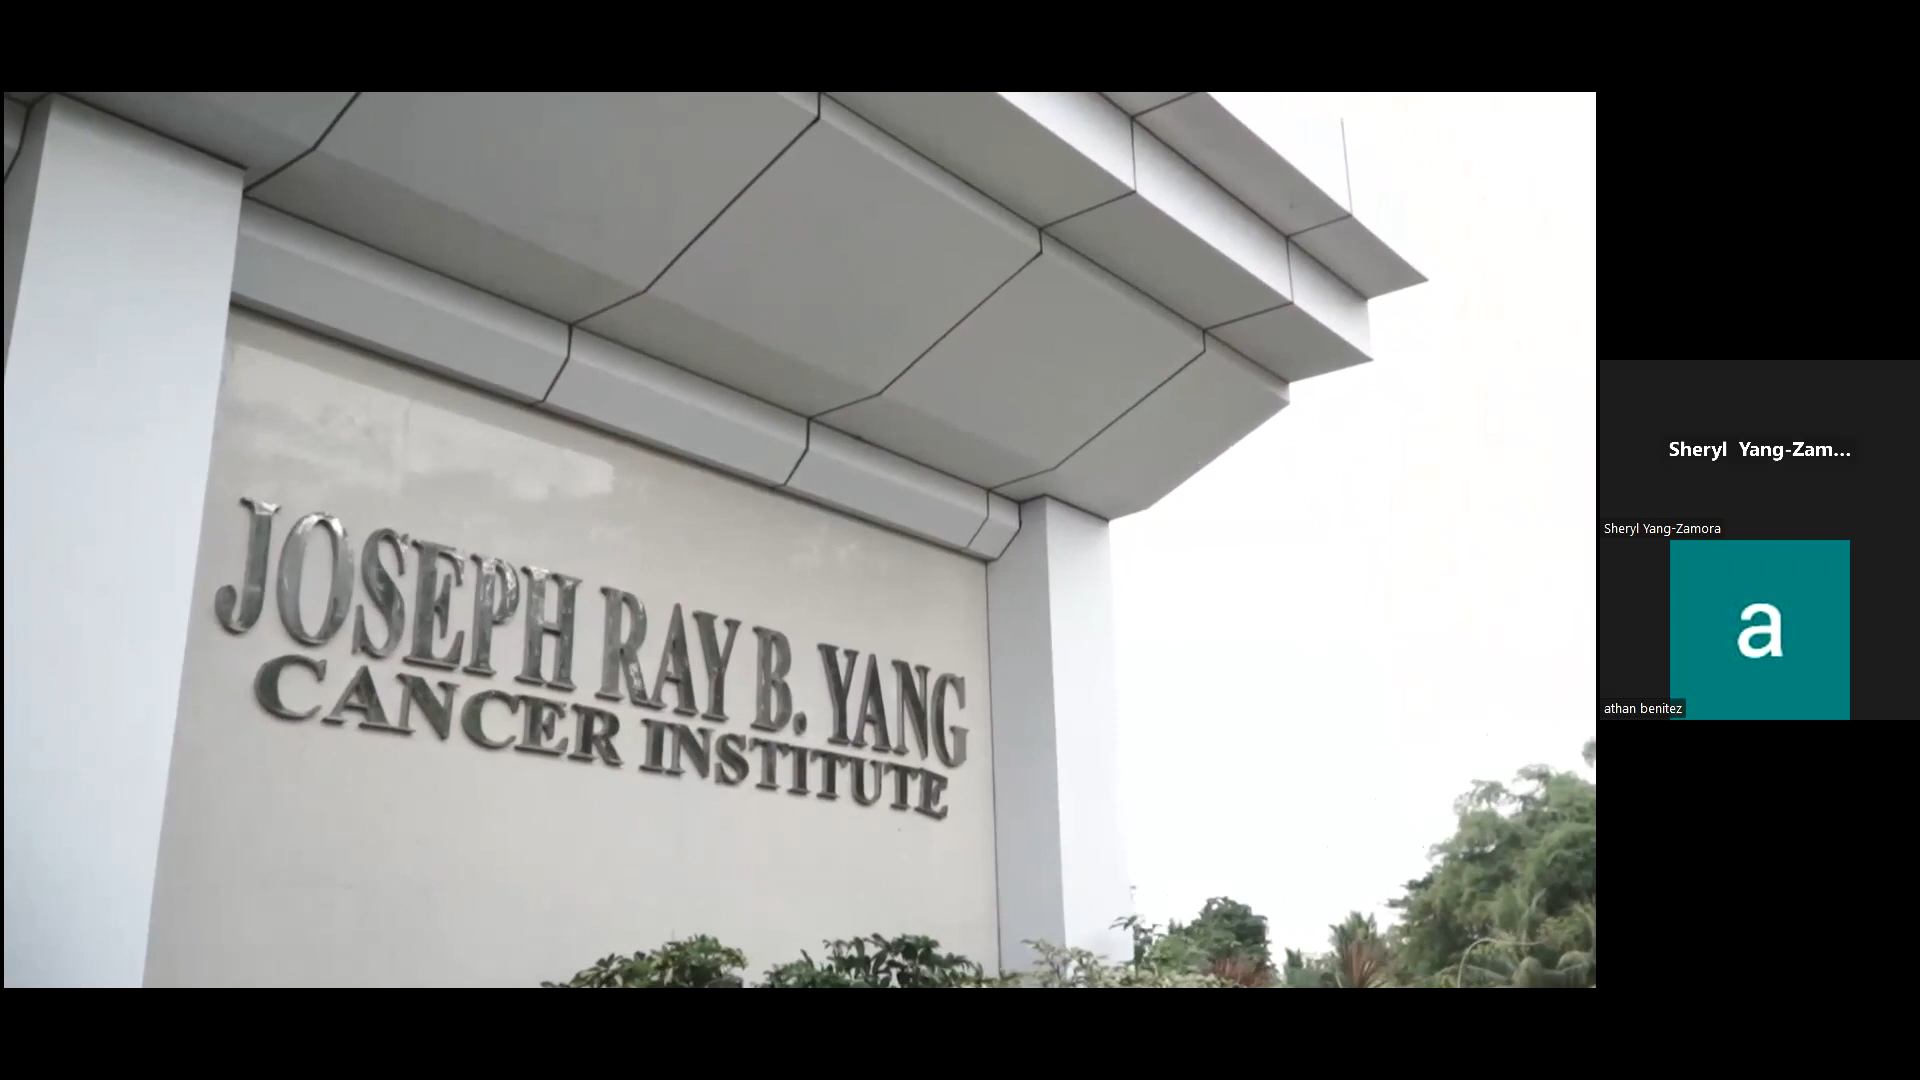 JOSEPH RAY B. YANG
CANCER INSTITUTE
Sheryl Yang-Zam...
Sheryl Yang-Zamora
a
athan benitez